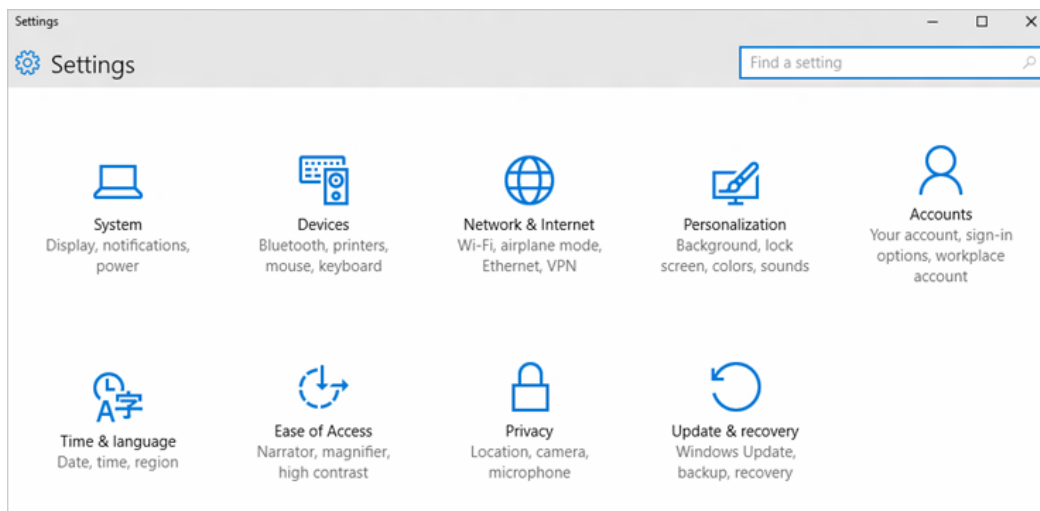 Settings
Settings
Find a setting
System
Display, notifications,
power
Devices
Bluetooth, printers,
mouse, keyboard
Network & Internet
Wi-Fi, airplane mode,
Ethernet, VPN
Personalization
Background, lock
screen, colors, sounds
Accounts
Your account, sign-in
options, workplace
account
A字
Time & language
Date, time, region
Ease of Access
Narrator, magnifier,
high contrast
Privacy
Location, camera,
microphone
Update & recovery
Windows Update,
backup, recovery